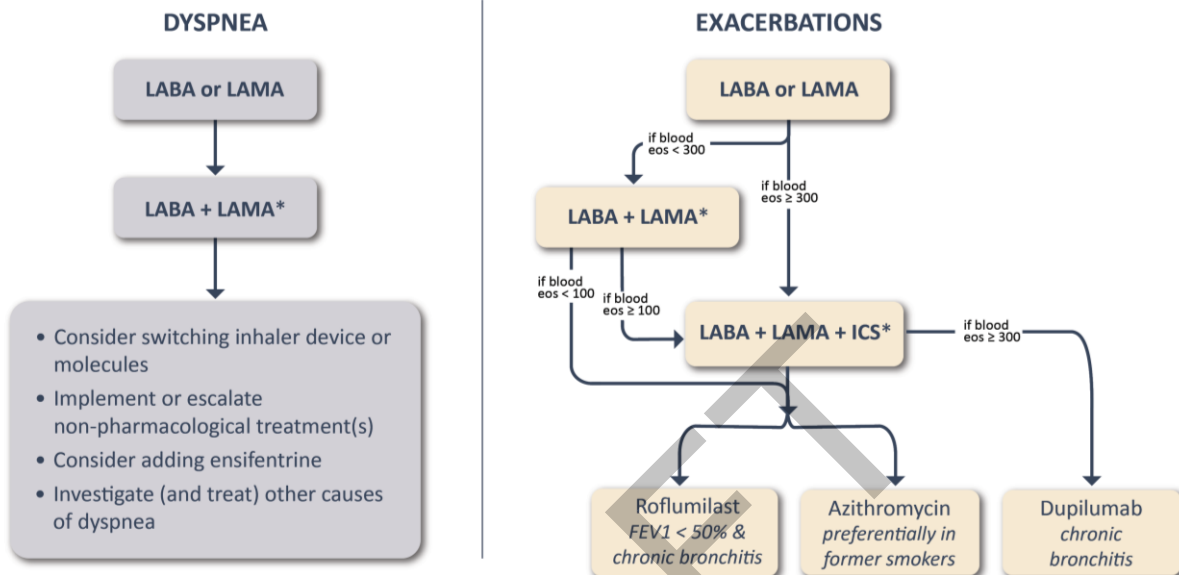 DYSPNEA
LABA or LAMA
LABA + LAMA*
• Consider switching inhaler device or
molecules
• Implement or escalate
non-pharmacological treatment(s)
• Consider adding ensifentrine
• Investigate (and treat) other causes
of dyspnea
EXACERBATIONS
LABA or LAMA
if blood
eos < 300
if blood
eos ≥ 300
LABA + LAMA*
if blood
eos < 100
if blood
eos ≥ 100
LABA + LAMA + ICS*
if blood
eos ≥ 300
Roflumilast
FEV1 < 50% &
chronic bronchitis
Azithromycin
preferentially in
former smokers
Dupilumab
chronic
bronchitis